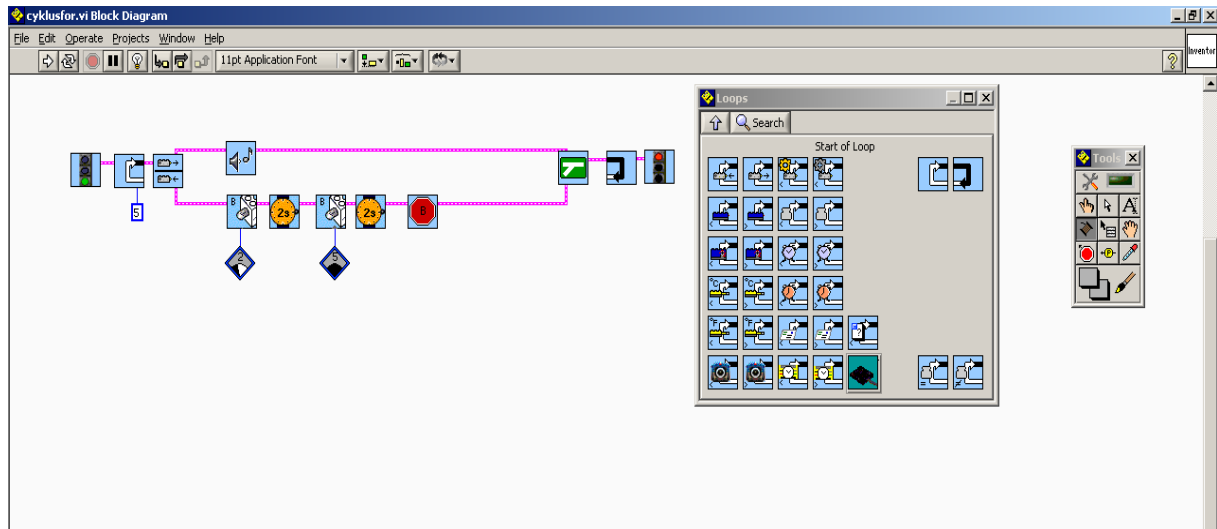 cyklusfor.vi Block Diagram
File Edit Operate Projects Window Help
11pt Application Font
Inventor
Loops
Search
Start of Loop
Tools
A
P
5
B
2s
B
2s
B
2
5
°C
°C
°F
°F